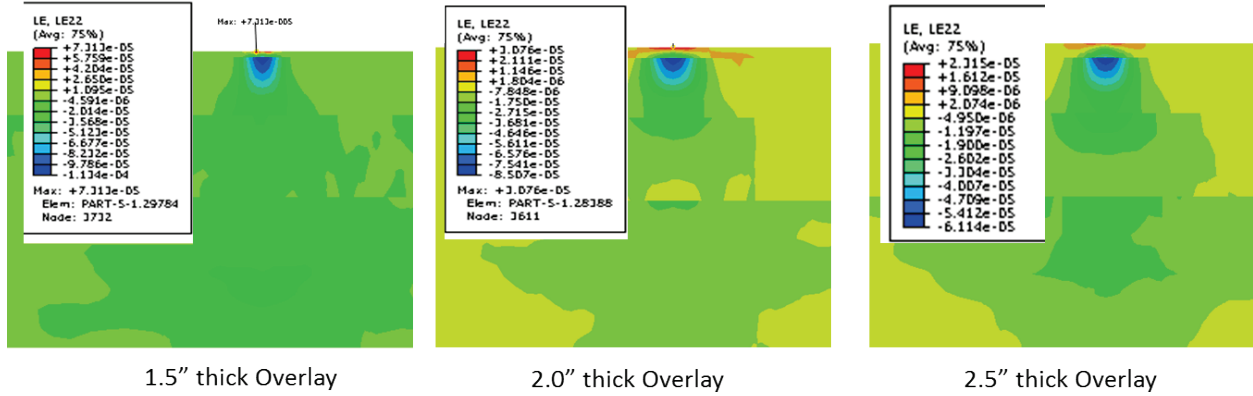 LE, LE22
(Avg: 75%)
+7.313e-05
+5.759e-05
+4.204e-05
+2.650e-05
+1.095e-05
-4.591e-06
-2.014e-05
-3.568e-05
-5.123e-05
-6.677e-05
-8.232e-05
-9.786e-05
-1.134e-04
Max: +7.313e-05
Elem: PART-5-1.29784
Node: 3732
Max: +7.313e-005
1.5” thick Overlay
LE, LE22
(Avg: 75%)
+3.076e-05
+2.111e-05
+1.146e-05
+1.804e-06
-7.848e-06
-1.750e-05
-2.715e-05
-3.681e-05
-4.646e-05
-5.611e-05
-6.576e-05
-7.541e-05
-8.507e-05
Max: +3.076e-05
Elem: PART-5-1.28388
Node: 3611
2.0” thick Overlay
LE, LE22
(Avg: 75%)
+2.315e-05
+1.612e-05
+9.098e-06
+2.074e-06
-4.950e-06
-1.197e-05
-1.900e-05
-2.602e-05
-3.304e-05
-4.007e-05
-4.709e-05
-5.412e-05
-6.114e-05
2.5” thick Overlay